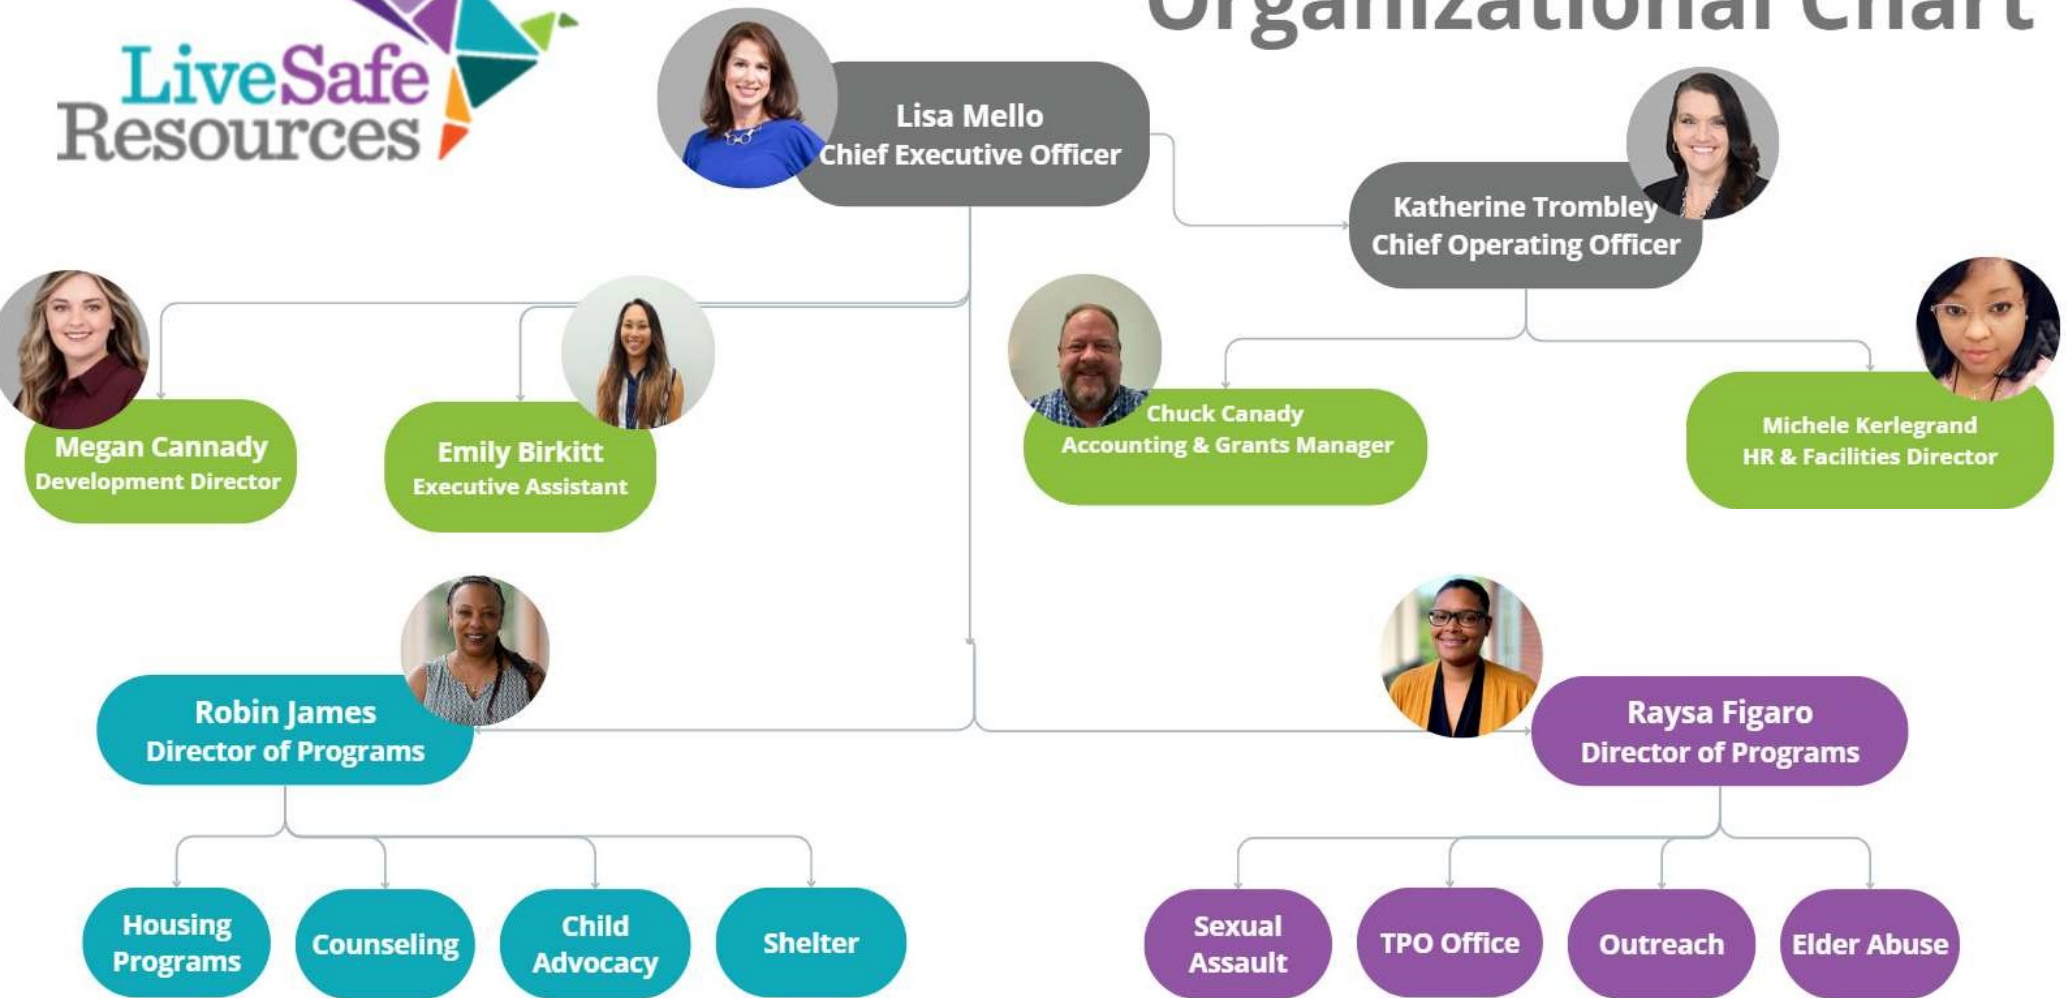 Organizational Chart
LiveSafe
Resources
Lisa Mello
Chief Executive Officer
Katherine Trombley
Chief Operating Officer
Megan Cannady
Development Director
Emily Birkitt
Executive Assistant
Chuck Canady
Accounting & Grants Manager
Michele Kerlegrand
HR & Facilities Director
Robin James
Director of Programs
Raysa Figaro
Director of Programs
Housing
Programs
Counseling
Child
Advocacy
Shelter
Sexual
Assault
TPO Office
Outreach
Elder Abuse